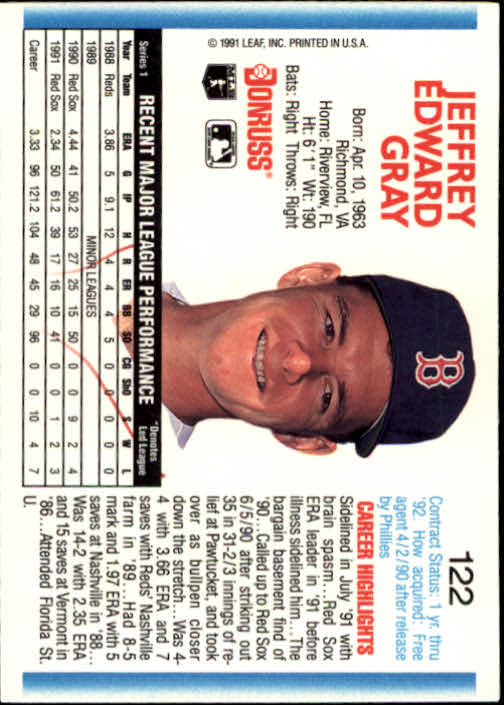 122
JEFFREY
EDWARD
GRAY
Born: Apr. 10, 1963
Richmond, VA
Home: Riverview, FL
Ht: 6'1" Wt: 190
Bats: Right Throws: Right
DONRUSS
© 1991 LEAF, INC. PRINTED IN U.S.A.
B
Contract Status: 1 yr. thru
'92. How acquired: Free
agent 4/2/90 after release
by Phillies
CAREER HIGHLIGHTS
Sidelined in July '91 with
brain spasm...Red Sox
ERA leader in '91 before
illness sidelined him...The
bargain basement find of
'90...Called up to Red Sox
6/5/90 after striking out
35 in 31-2/3 innings of re-
lief at Pawtucket, and took
over as bullpen closer
down the stretch...Was 4-
4 with 3.66 ERA and 7
saves with Reds' Nashville
farm in '89...Had 8-5
mark and 1.97 ERA with 5
saves at Nashville in '88...
Was 14-2 with 2.35 ERA
and 15 saves at Vermont in
'86...Attended Florida St.
U.
Series 1 RECENT MAJOR LEAGUE PERFORMANCE *Denotes Led League
Year Team ERA G IP H R ER BB SO CG Sh0 S W L
1988 Reds 3.86 5 9.1 12 4 4 4 5 0 0 0 0 0
1989 MINOR LEAGUES
1990 Red Sox 4.44 41 50.2 53 27 25 15 50 0 0 9 2 4
1991 Red Sox 2.34 50 61.2 39 17 16 10 41 0 0 1 2 3
Career 3.33 96 121.2 104 48 45 29 96 0 0 10 4 7